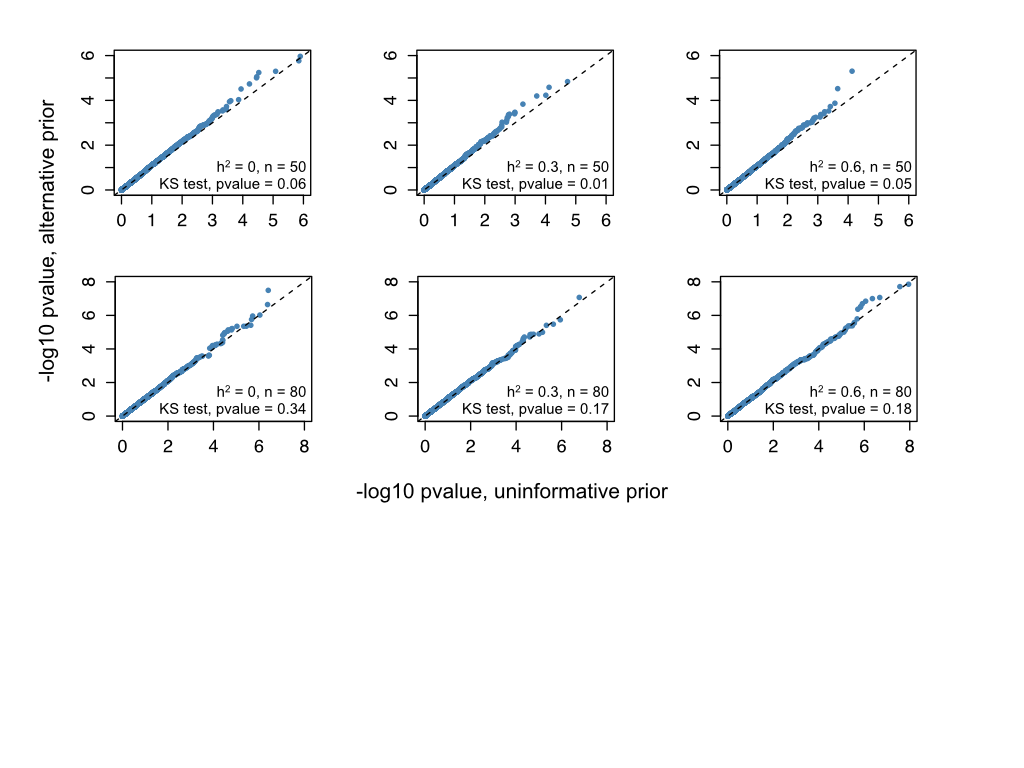 -log10 pvalue, alternative prior
6
4
2
0
h² = 0, n = 50
KS test, pvalue = 0.06
0 1 2 3 4 5 6
6
4
2
0
h² = 0.3, n = 50
KS test, pvalue = 0.01
0 1 2 3 4 5 6
6
4
2
0
h² = 0.6, n = 50
KS test, pvalue = 0.05
0 1 2 3 4 5 6
8
6
4
2
0
h² = 0, n = 80
KS test, pvalue = 0.34
0 2 4 6 8
8
6
4
2
0
h² = 0.3, n = 80
KS test, pvalue = 0.17
0 2 4 6 8
8
6
4
2
0
h² = 0.6, n = 80
KS test, pvalue = 0.18
0 2 4 6 8
-log10 pvalue, uninformative prior